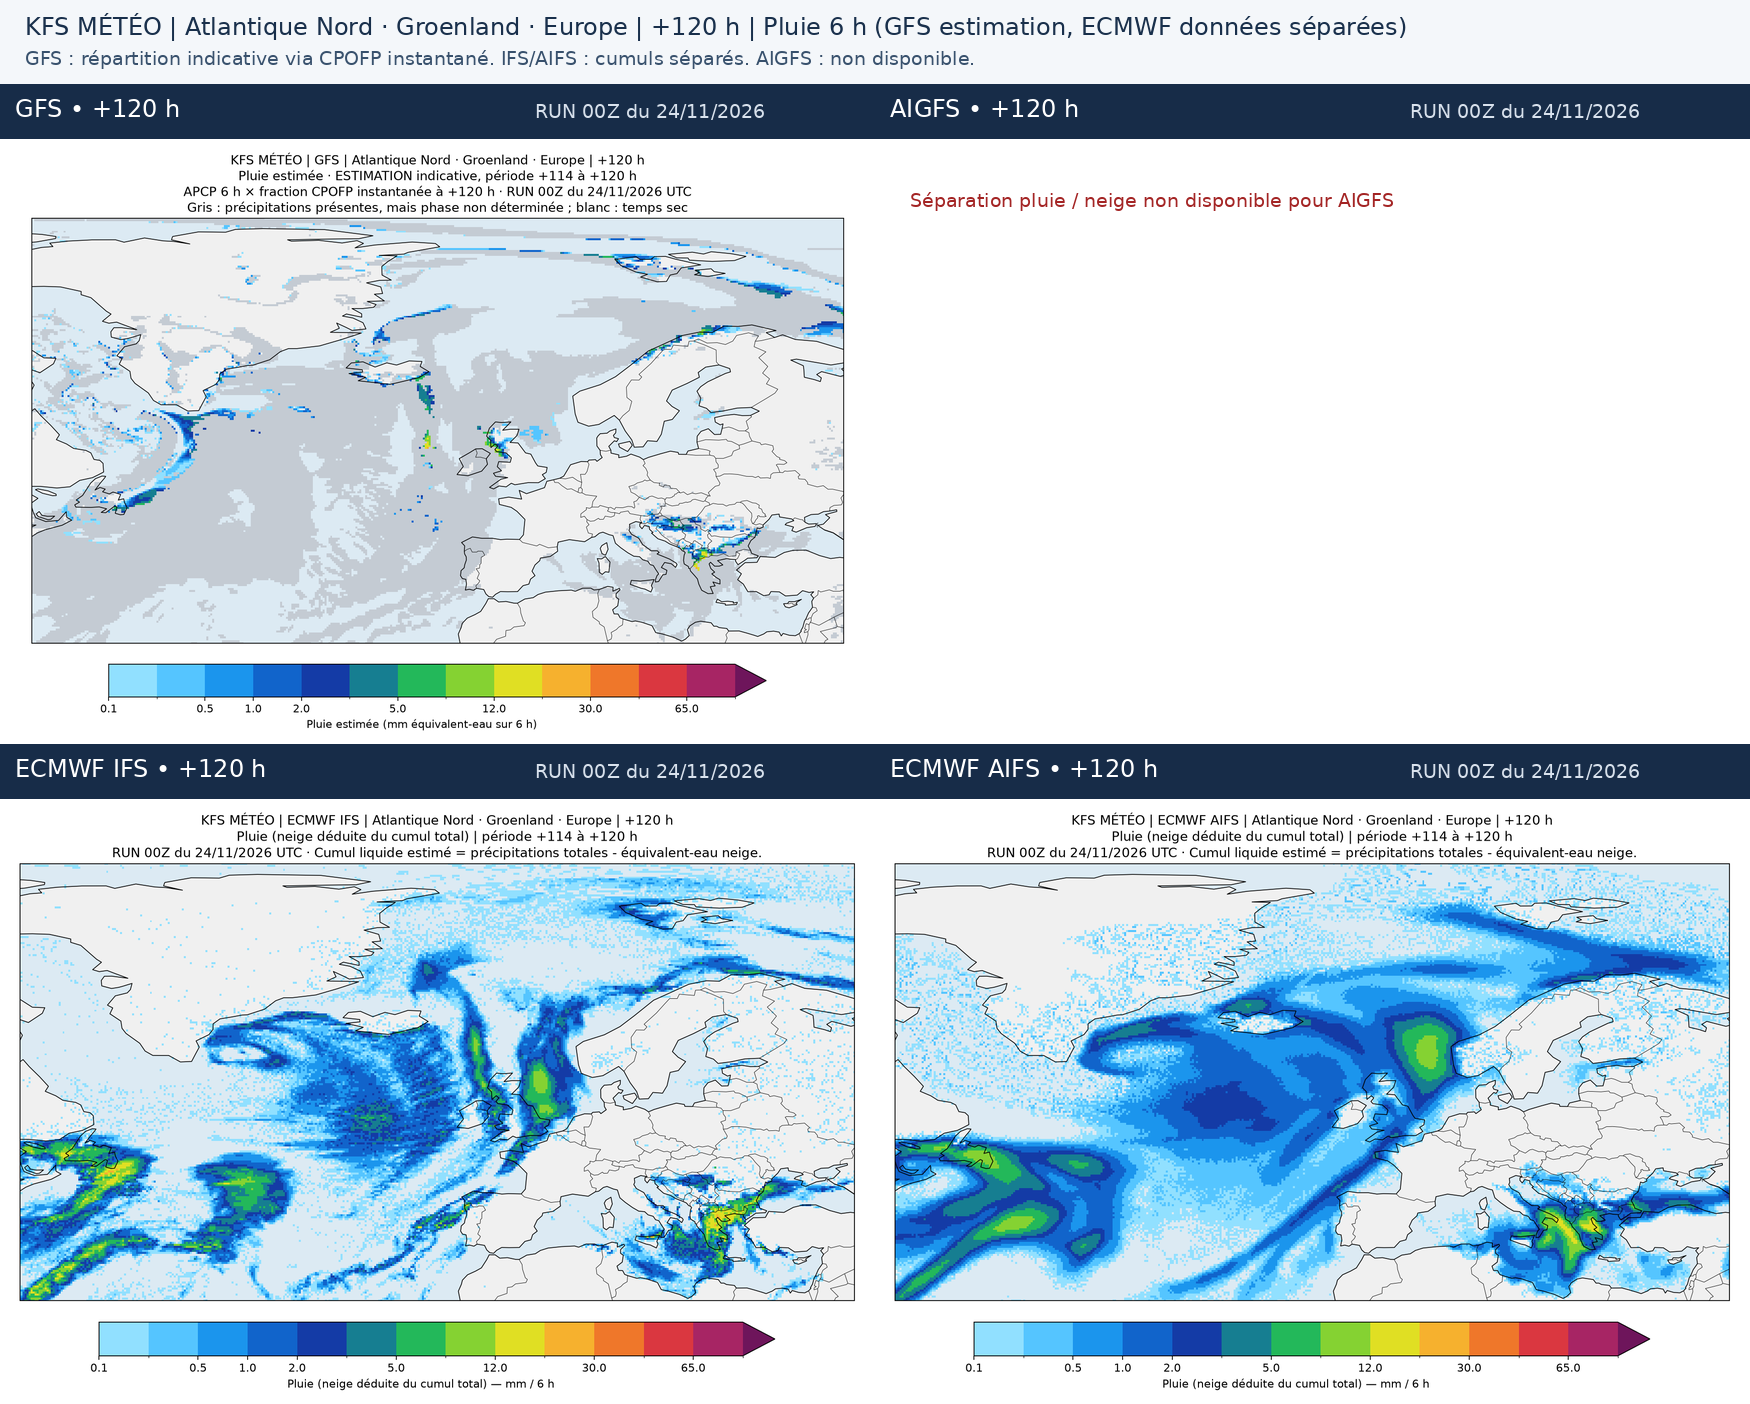 KFS MÉTÉO | Atlantique Nord · Groenland · Europe | +120 h | Pluie 6 h (GFS estimation, ECMWF données séparées)
GFS : répartition indicative via CPOFP instantané. IFS/AIFS : cumuls séparés. AIGFS : non disponible.
GFS • +120 h
RUN 00Z du 24/11/2026
AIGFS • +120 h
RUN 00Z du 24/11/2026
KFS MÉTÉO | GFS | Atlantique Nord · Groenland · Europe | +120 h
Pluie estimée · ESTIMATION indicative, période +114 à +120 h
APCP 6 h × fraction CPOFP instantanée à +120 h · RUN 00Z du 24/11/2026 UTC
Gris : précipitations présentes, mais phase non déterminée ; blanc : temps sec
Séparation pluie / neige non disponible pour AIGFS
0.1 0.5 1.0 2.0 5.0 12.0 30.0 65.0
Pluie estimée (mm équivalent-eau sur 6 h)
ECMWF IFS • +120 h
RUN 00Z du 24/11/2026
ECMWF AIFS • +120 h
RUN 00Z du 24/11/2026
KFS MÉTÉO | ECMWF IFS | Atlantique Nord · Groenland · Europe | +120 h
Pluie (neige déduite du cumul total) | période +114 à +120 h
RUN 00Z du 24/11/2026 UTC · Cumul liquide estimé = précipitations totales - équivalent-eau neige.
0.1 0.5 1.0 2.0 5.0 12.0 30.0 65.0
Pluie (neige déduite du cumul total) — mm / 6 h
KFS MÉTÉO | ECMWF AIFS | Atlantique Nord · Groenland · Europe | +120 h
Pluie (neige déduite du cumul total) | période +114 à +120 h
RUN 00Z du 24/11/2026 UTC · Cumul liquide estimé = précipitations totales - équivalent-eau neige.
0.1 0.5 1.0 2.0 5.0 12.0 30.0 65.0
Pluie (neige déduite du cumul total) — mm / 6 h